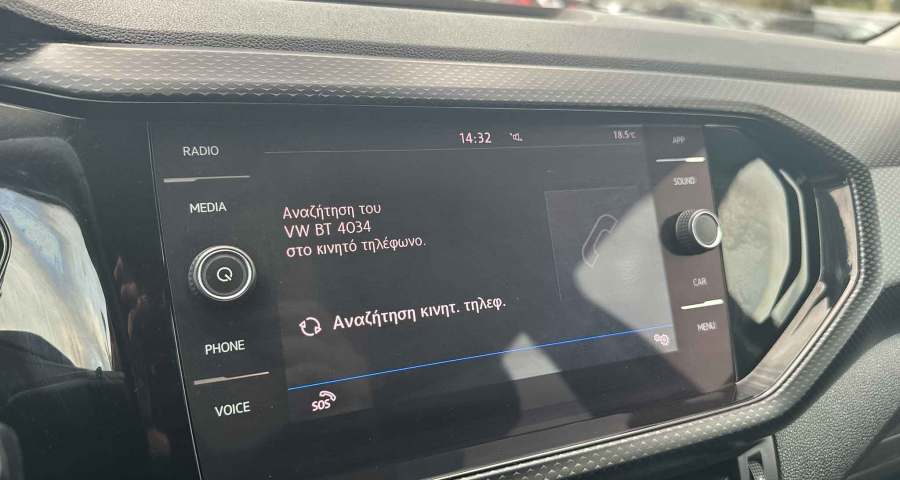 14:32
18.5°C
RADIO
MEDIA
PHONE
VOICE
Αναζήτηση του
VW BT 4034
στο κινητό τηλέφωνο.
Αναζήτηση κινητ. τηλεφ.
SOS
APP
SOUND
CAR
MENU